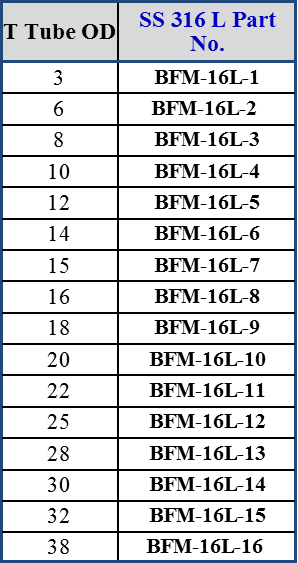 T Tube OD SS 316 L Part
No.
3 BFM-16L-1
6 BFM-16L-2
8 BFM-16L-3
10 BFM-16L-4
12 BFM-16L-5
14 BFM-16L-6
15 BFM-16L-7
16 BFM-16L-8
18 BFM-16L-9
20 BFM-16L-10
22 BFM-16L-11
25 BFM-16L-12
28 BFM-16L-13
30 BFM-16L-14
32 BFM-16L-15
38 BFM-16L-16